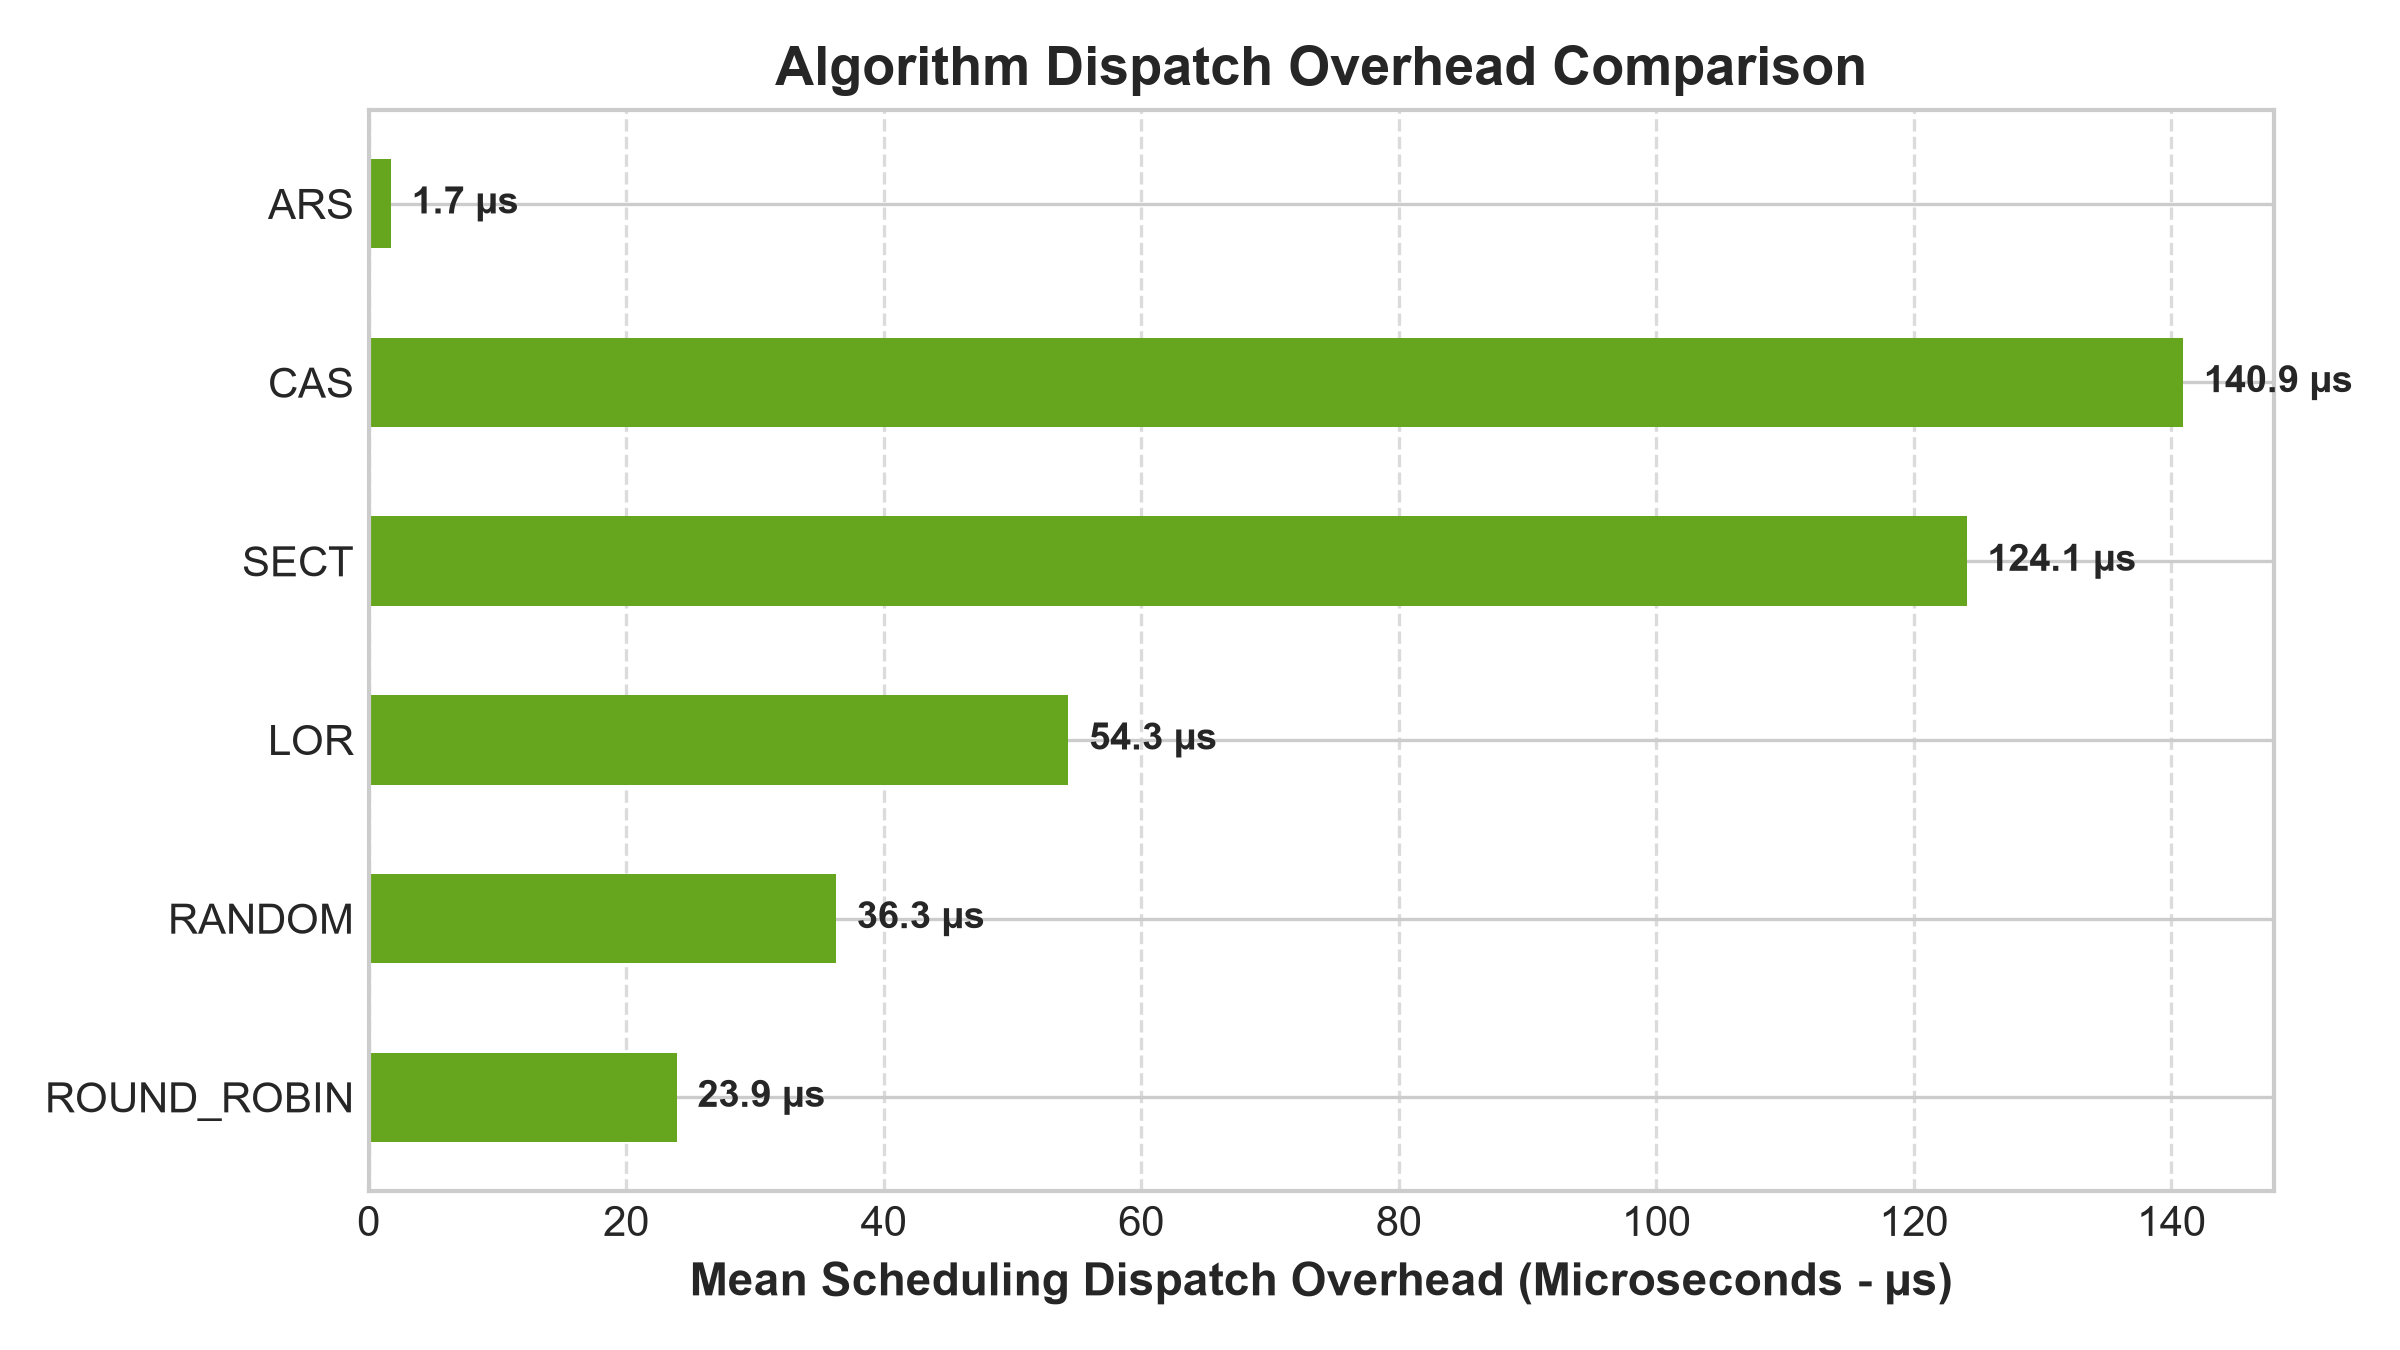 Algorithm Dispatch Overhead Comparison
ARS 1.7 µs
CAS 140.9 µs
SECT 124.1 µs
LOR 54.3 µs
RANDOM 36.3 µs
ROUND_ROBIN 23.9 µs
0 20 40 60 80 100 120 140
Mean Scheduling Dispatch Overhead (Microseconds - µs)